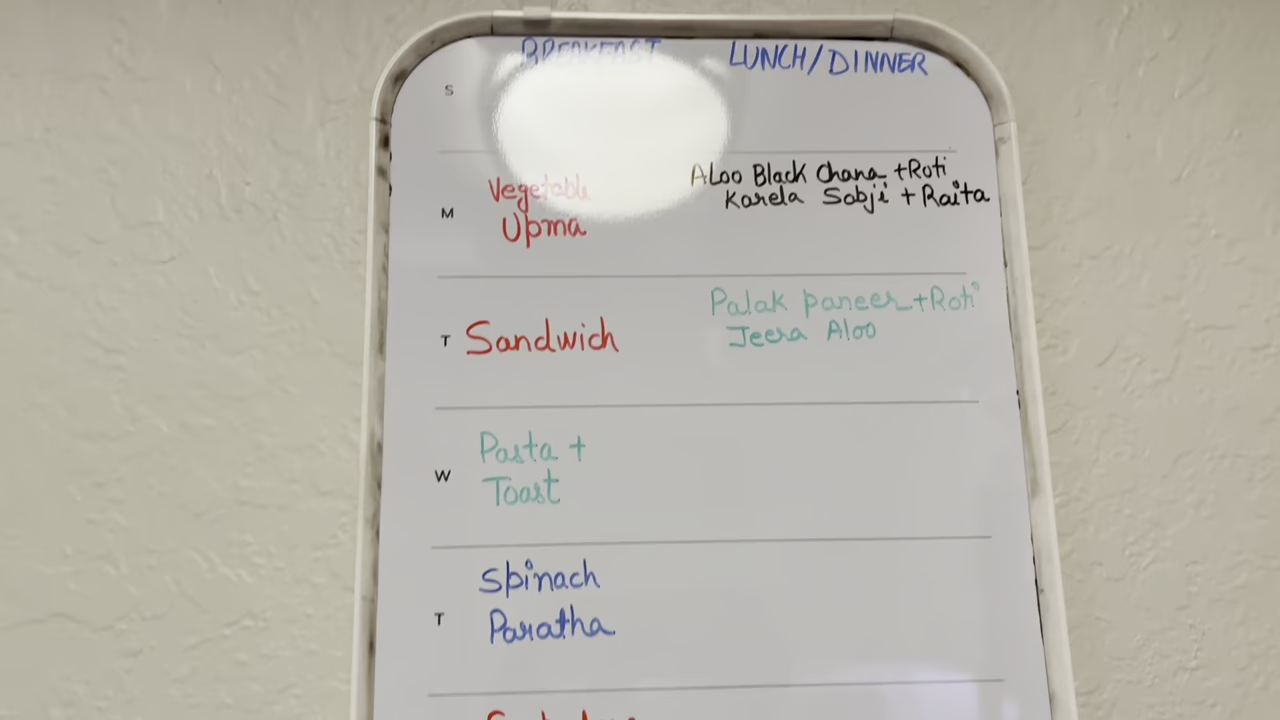 BREAKFAST LUNCH/DINNER
S
Vegetable
Upma
M
Aloo Black Chana +Roti
Karela Sabji + Raita
T Sandwich
Palak paneer+Roti
Jeera Aloo
Pasta +
Toast
W
Spinach
Paratha
T